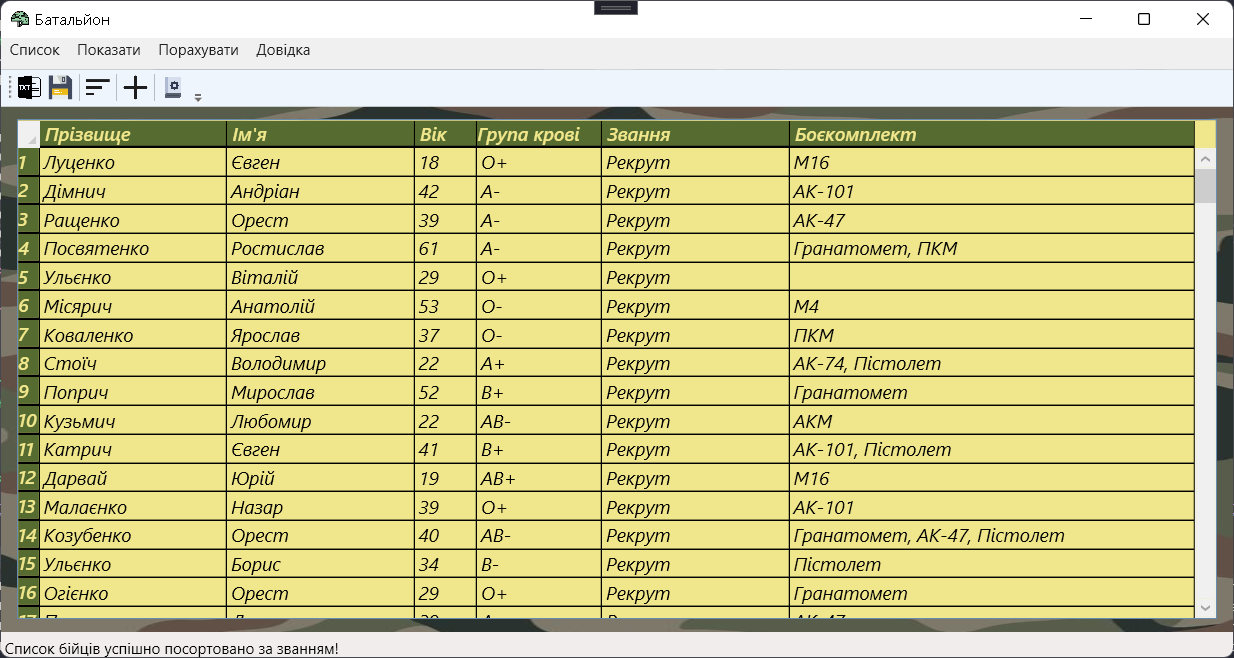 Батальйон
Список Показати Порахувати Довідка
TXT
Прізвище Ім'я Вік Група крові Звання Боєкомплект
1 Луценко Євген 18 O+ Рекрут М16
2 Дімнич Андріан 42 A- Рекрут АК-101
3 Ращенко Орест 39 A- Рекрут АК-47
4 Посвятенко Ростислав 61 A- Рекрут Гранатомет, ПКМ
5 Ульєнко Віталій 29 O+ Рекрут
6 Місярич Анатолій 53 O- Рекрут М4
7 Коваленко Ярослав 37 O- Рекрут ПКМ
8 Стоїч Володимир 22 A+ Рекрут АК-74, Пістолет
9 Поприч Мирослав 52 B+ Рекрут Гранатомет
10 Кузьмич Любомир 22 AB- Рекрут АКМ
11 Катрич Євген 41 B+ Рекрут АК-101, Пістолет
12 Дарвай Юрій 19 AB+ Рекрут М16
13 Малаєнко Назар 39 O+ Рекрут АК-101
14 Козубенко Орест 40 AB- Рекрут Гранатомет, АК-47, Пістолет
15 Ульєнко Борис 34 B- Рекрут Пістолет
16 Огієнко Орест 29 O+ Рекрут Гранатомет
Список бійців успішно посортовано за званням!